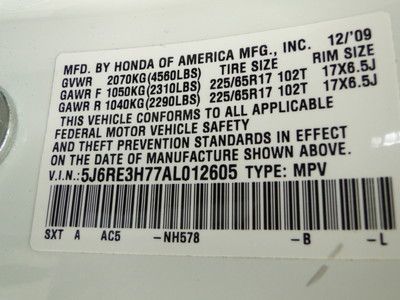 MFD. BY HONDA OF AMERICA MFG., INC. 12/'09
GVWR 2070KG(4560LBS) TIRE SIZE RIM SIZE
GAWR F 1050KG(2310LBS) 225/65R17 102T 17X6.5J
GAWR R 1040KG(2290LBS) 225/65R17 102T 17X6.5J
THIS VEHICLE CONFORMS TO ALL APPLICABLE
FEDERAL MOTOR VEHICLE SAFETY
AND THEFT PREVENTION STANDARDS IN EFFECT
ON THE DATE OF MANUFACTURE SHOWN ABOVE.
V.I.N.: 5J6RE3H77AL012605 TYPE: MPV
SXT A AC5 -NH578 -B -L